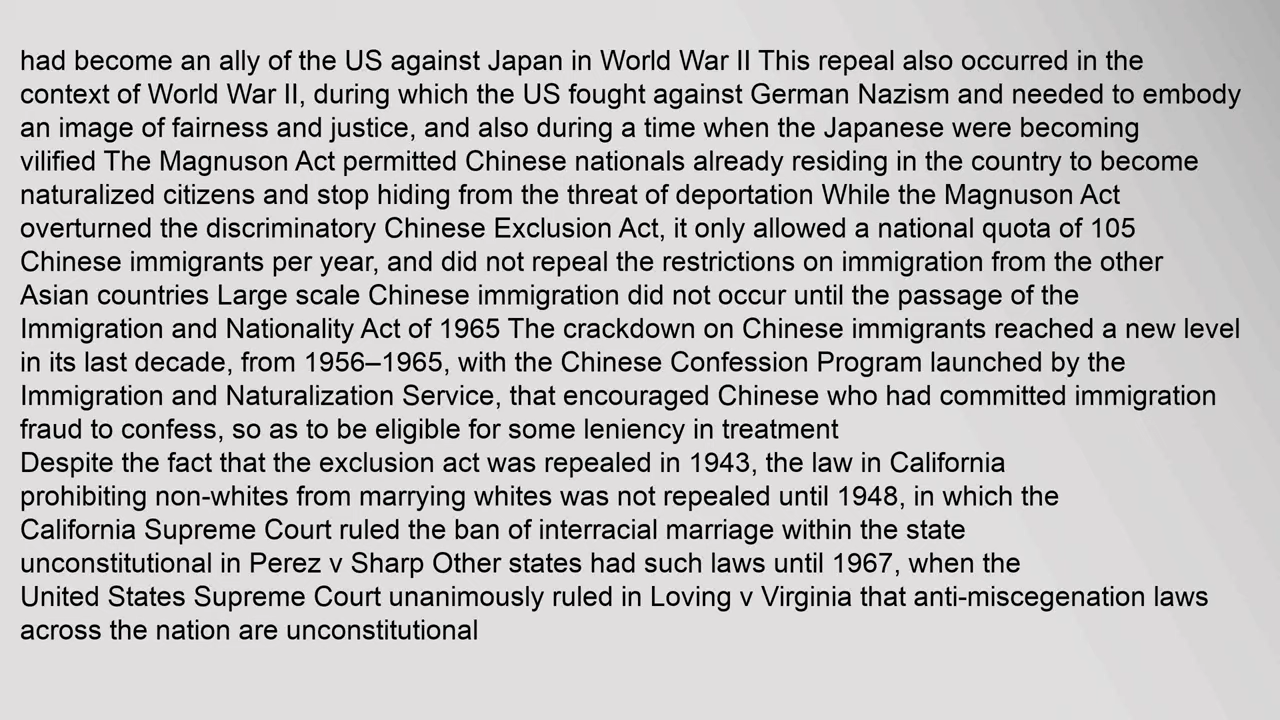 had become an ally of the US against Japan in World War II This repeal also occurred in the
context of World War II, during which the US fought against German Nazism and needed to embody
an image of fairness and justice, and also during a time when the Japanese were becoming
vilified The Magnuson Act permitted Chinese nationals already residing in the country to become
naturalized citizens and stop hiding from the threat of deportation While the Magnuson Act
overturned the discriminatory Chinese Exclusion Act, it only allowed a national quota of 105
Chinese immigrants per year, and did not repeal the restrictions on immigration from the other
Asian countries Large scale Chinese immigration did not occur until the passage of the
Immigration and Nationality Act of 1965 The crackdown on Chinese immigrants reached a new level
in its last decade, from 1956–1965, with the Chinese Confession Program launched by the
Immigration and Naturalization Service, that encouraged Chinese who had committed immigration
fraud to confess, so as to be eligible for some leniency in treatment
Despite the fact that the exclusion act was repealed in 1943, the law in California
prohibiting non-whites from marrying whites was not repealed until 1948, in which the
California Supreme Court ruled the ban of interracial marriage within the state
unconstitutional in Perez v Sharp Other states had such laws until 1967, when the
United States Supreme Court unanimously ruled in Loving v Virginia that anti-miscegenation laws
across the nation are unconstitutional